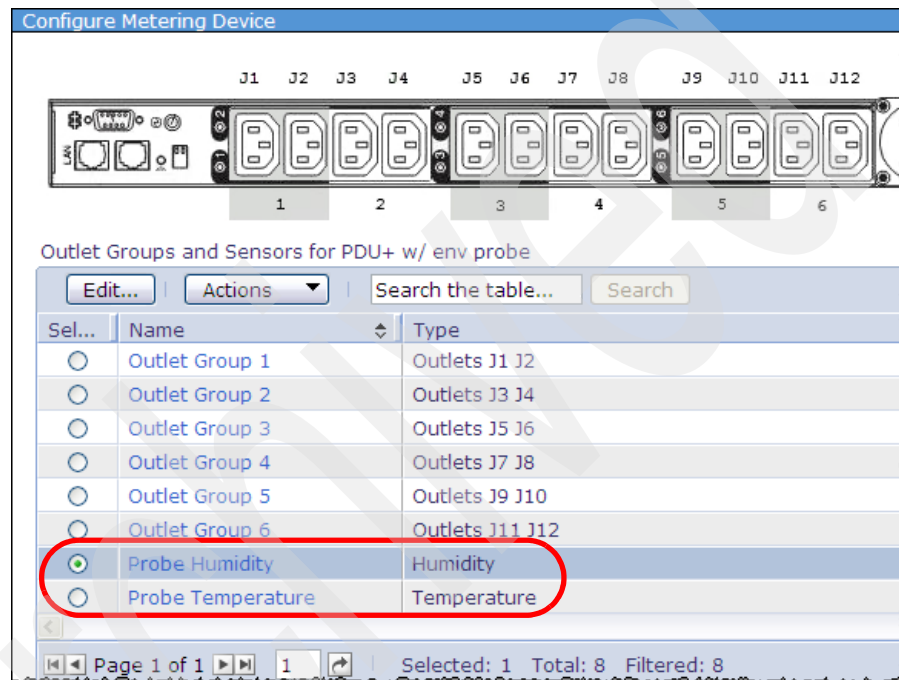 Configure Metering Device
J1 J2 J3 J4 J5 J6 J7 J8 J9 J10 J11 J12
LAN
1 2 3 4 5 6
Outlet Groups and Sensors for PDU+ w/ env probe
Edit... Actions Search the table... Search
Sel... Name Type
Outlet Group 1 Outlets J1 J2
Outlet Group 2 Outlets J3 J4
Outlet Group 3 Outlets J5 J6
Outlet Group 4 Outlets J7 J8
Outlet Group 5 Outlets J9 J10
Outlet Group 6 Outlets J11 J12
Probe Humidity Humidity
Probe Temperature Temperature
Page 1 of 1 1 Selected: 1 Total: 8 Filtered: 8